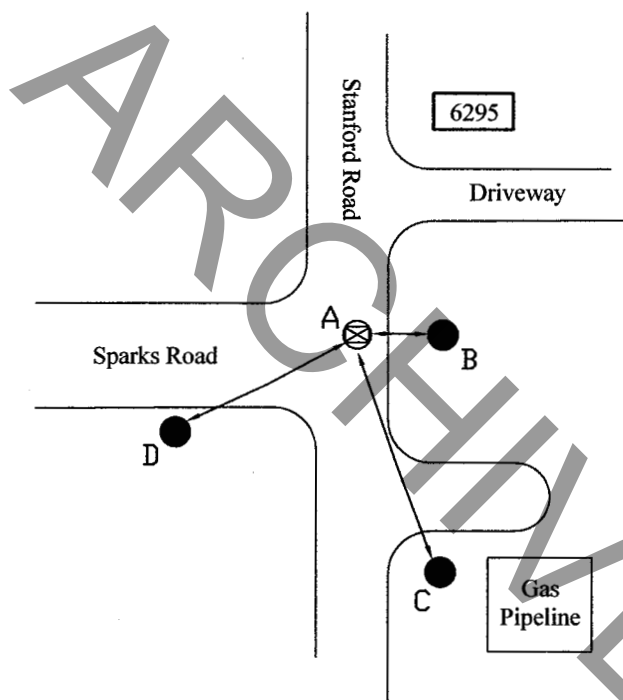 6295
Stanford Road
Driveway
A
B
Sparks Road
D
C
Gas
Pipeline
ARCHIVE